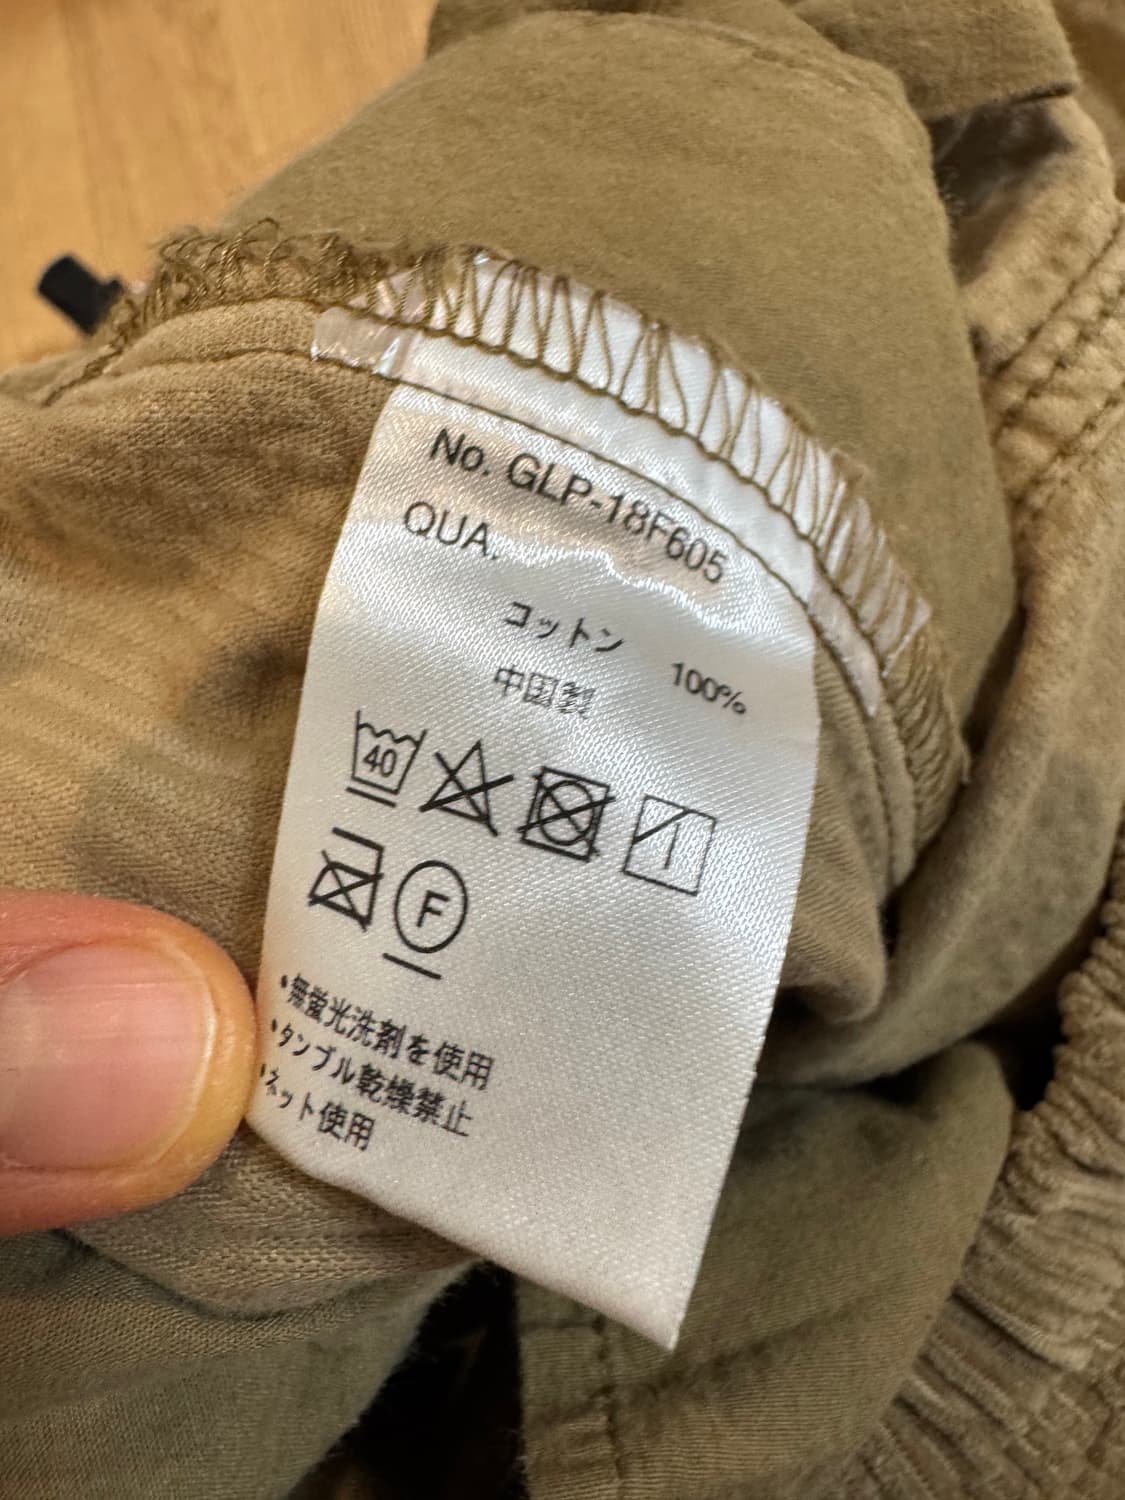 No. GLP-18F605
QUA.
コットン 100%
中国製
40
F
•無蛍光洗剤を使用
•タンブル乾燥禁止
•ネット使用